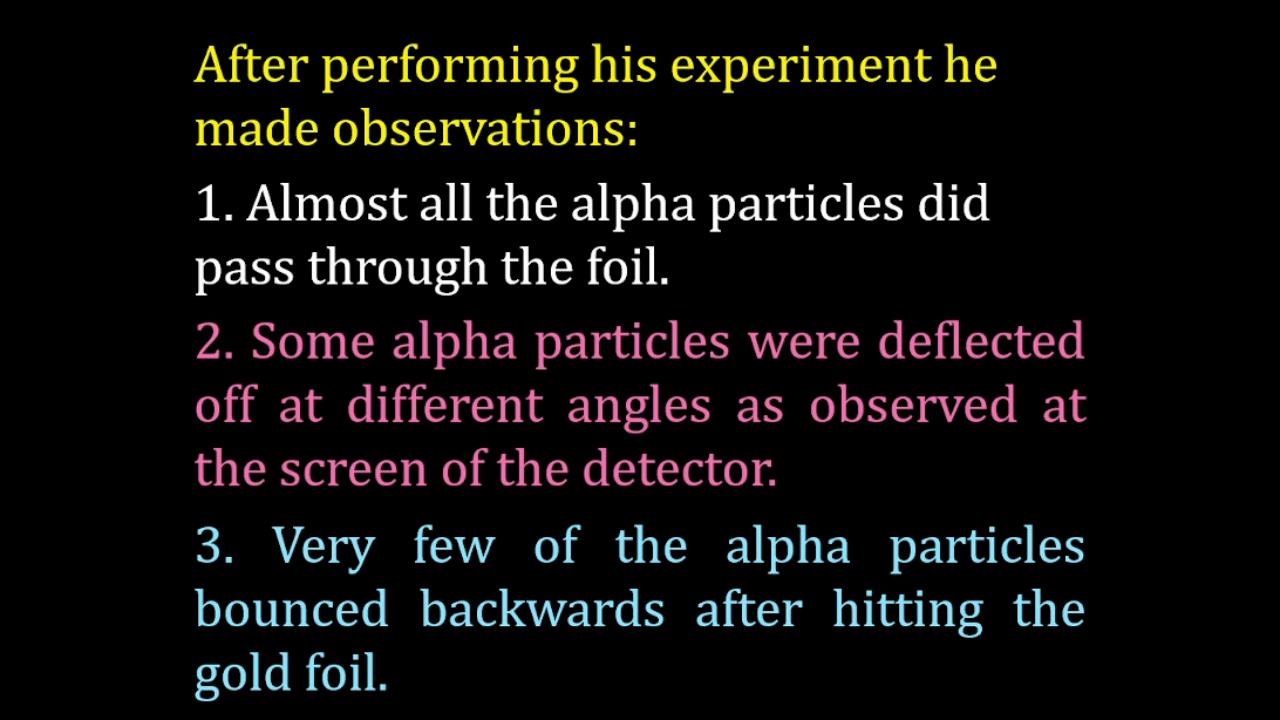 After performing his experiment he
made observations:
1. Almost all the alpha particles did
pass through the foil.
2. Some alpha particles were deflected
off at different angles as observed at
the screen of the detector.
3. Very few of the alpha particles
bounced backwards after hitting the
gold foil.